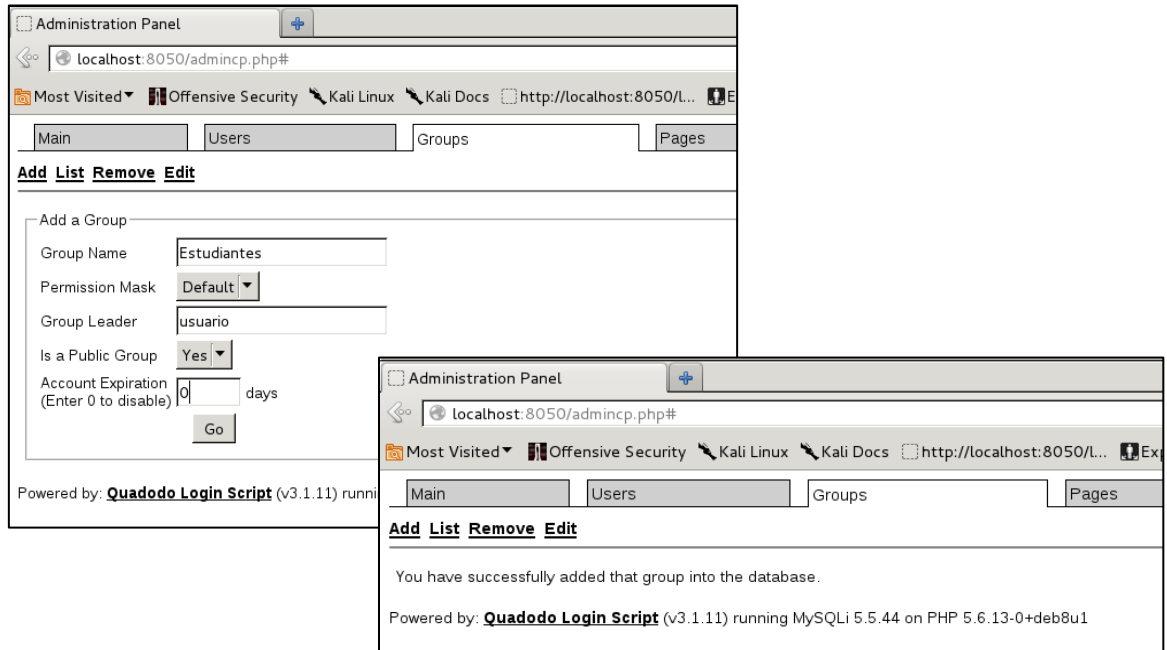 Administration Panel
localhost:8050/admincp.php#
Most Visited Offensive Security Kali Linux Kali Docs http://localhost:8050/l... E
Main Users Groups Pages
Add List Remove Edit
Add a Group
Group Name Estudiantes
Permission Mask Default
Group Leader usuario
Is a Public Group Yes
Account Expiration
(Enter 0 to disable) 0 days
Go
Powered by: Quadodo Login Script (v3.1.11) runni
Administration Panel
localhost:8050/admincp.php#
Most Visited Offensive Security Kali Linux Kali Docs http://localhost:8050/l... Exp
Main Users Groups Pages
Add List Remove Edit
You have successfully added that group into the database.
Powered by: Quadodo Login Script (v3.1.11) running MySQLi 5.5.44 on PHP 5.6.13-0+deb8u1